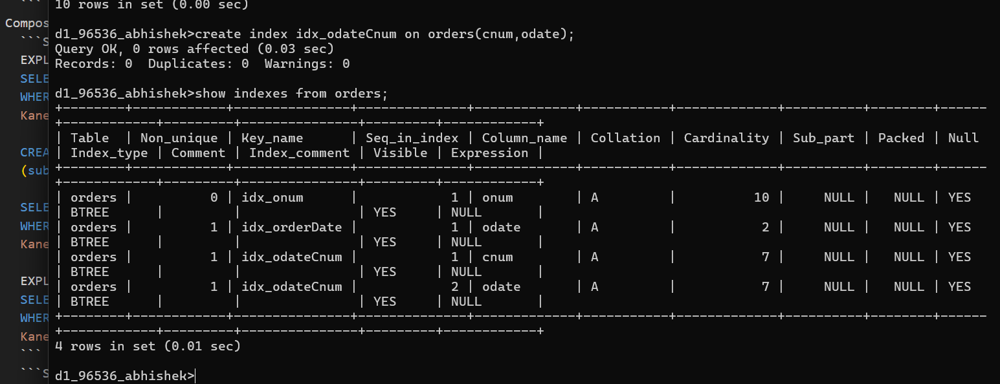 ```
10 rows in set (0.00 sec)
Compos
d1_96536_abhishek>create index idx_odateCnum on orders(cnum,odate);
```S
Query OK, 0 rows affected (0.03 sec)
EXPL
Records: 0  Duplicates: 0  Warnings: 0
SELE
d1_96536_abhishek>show indexes from orders;
WHER
+--------+------------+---------------+--------------+-------------+-----------+-------------+----------+--------+------
Kane
+------------+---------+---------------+---------+------------+
| Table  | Non_unique | Key_name      | Seq_in_index | Column_name | Collation | Cardinality | Sub_part | Packed | Null
CREA
| Index_type | Comment | Index_comment | Visible | Expression |
+--------+------------+---------------+--------------+-------------+-----------+-------------+----------+--------+------
(sub
+------------+---------+---------------+---------+------------+
| orders |          0 | idx_onum      |            1 | onum        | A         |          10 |     NULL |   NULL | YES
SELE
| BTREE      |         |               | YES     | NULL       |
WHER
| orders |          1 | idx_orderDate |            1 | odate       | A         |           2 |     NULL |   NULL | YES
Kane
| BTREE      |         |               | YES     | NULL       |
| orders |          1 | idx_odateCnum |            1 | cnum        | A         |           7 |     NULL |   NULL | YES
| BTREE      |         |               | YES     | NULL       |
EXPL
| orders |          1 | idx_odateCnum |            2 | odate       | A         |           7 |     NULL |   NULL | YES
SELE
| BTREE      |         |               | YES     | NULL       |
WHER
+--------+------------+---------------+--------------+-------------+-----------+-------------+----------+--------+------
+------------+---------+---------------+---------+------------+
Kane
4 rows in set (0.01 sec)
```
```S
d1_96536_abhishek>